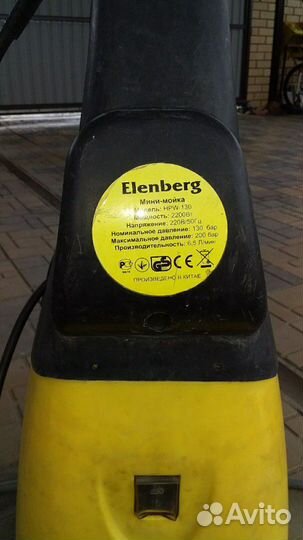 Elenberg
Мини-мойка
Модель: HPW-130
Мощность: 2200Вт
Напряжение: 220В/50Гц
Номинальное давление: 130 бар
Максимальное давление: 200 бар
Производительность: 6,5 Л/мин
ПРОИЗВЕДЕНО В КИТАЕ
Avito